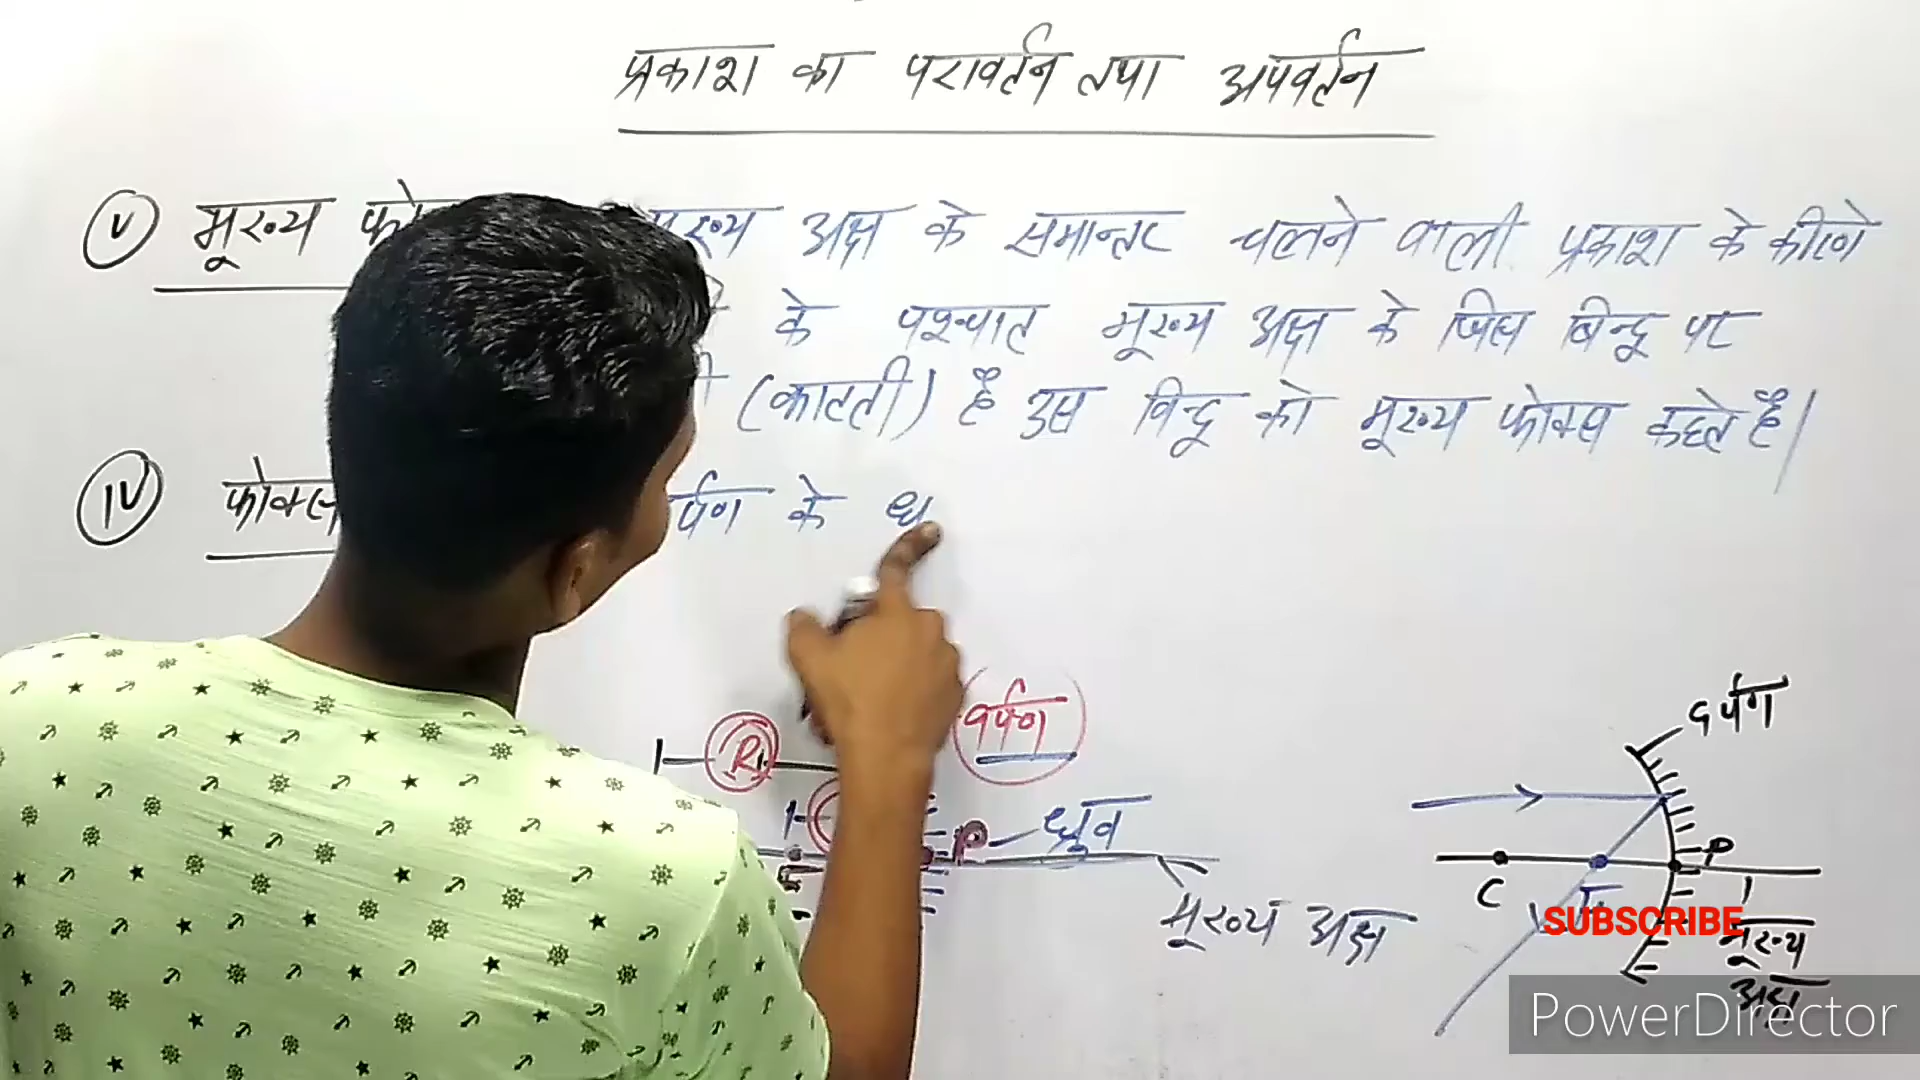 प्रकाश का परावर्तन तथा अपवर्तन
(v) मूख्य मूख्य अक्ष के समान्तर चलने वाली प्रकाश के कीरणे
के पश्चात मूख्य अक्ष के जिस बिन्दू पर
(काटती) है उस विन्दू को मूख्य फोक्स कहते है।
(iv) फोक्स के
दर्पण
R
दर्पण
P ध्रूव
मूख्य अक्ष
C P
मूख्य
अक्ष
SUBSCRIBE
PowerDirector